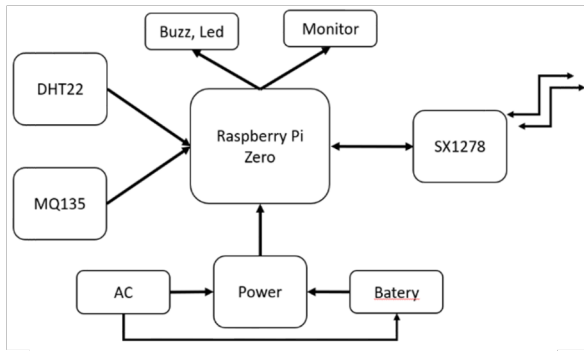 Buzz, Led
Monitor
DHT22
Raspberry Pi
Zero
SX1278
MQ135
AC
Power
Batery